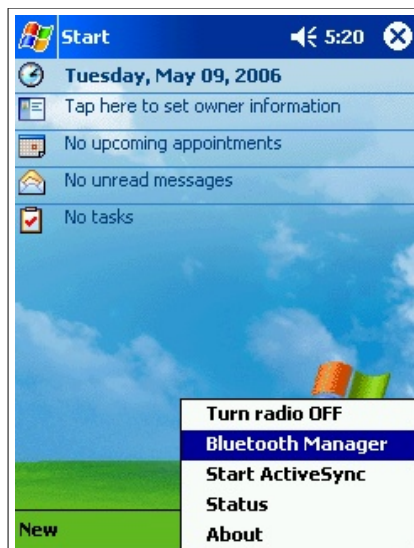 Start 5:20
Tuesday, May 09, 2006
Tap here to set owner information
No upcoming appointments
No unread messages
No tasks
Turn radio OFF
Bluetooth Manager
Start ActiveSync
Status
About
New